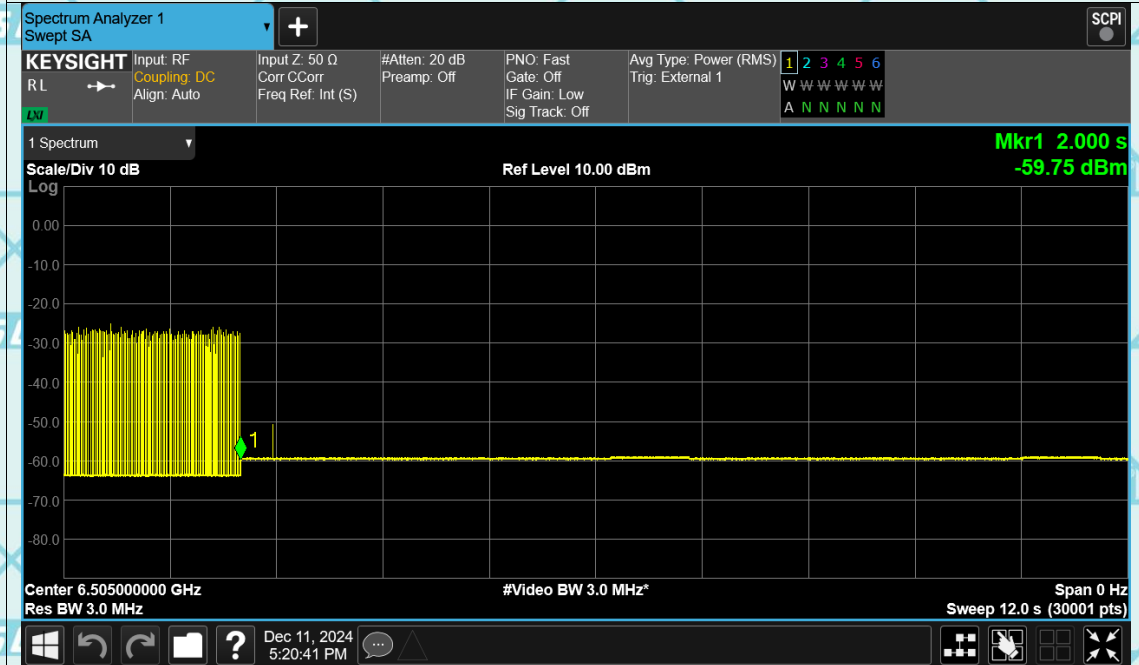 Spectrum Analyzer 1
Swept SA
+
SCPI
KEYSIGHT
R L
LXI
Input: RF
Coupling: DC
Align: Auto
Input Z: 50 Ω
Corr CCorr
Freq Ref: Int (S)
#Atten: 20 dB
Preamp: Off
PNO: Fast
Gate: Off
IF Gain: Low
Sig Track: Off
Avg Type: Power (RMS)
Trig: External 1
1 2 3 4 5 6
W W W W W W
A N N N N N
1 Spectrum
Scale/Div 10 dB
Ref Level 10.00 dBm
Mkr1 2.000 s
-59.75 dBm
Log
0.00
-10.0
-20.0
-30.0
-40.0
-50.0
1
-60.0
-70.0
-80.0
Center 6.505000000 GHz
#Video BW 3.0 MHz*
Span 0 Hz
Res BW 3.0 MHz
Sweep 12.0 s (30001 pts)
?
Dec 11, 2024
5:20:41 PM